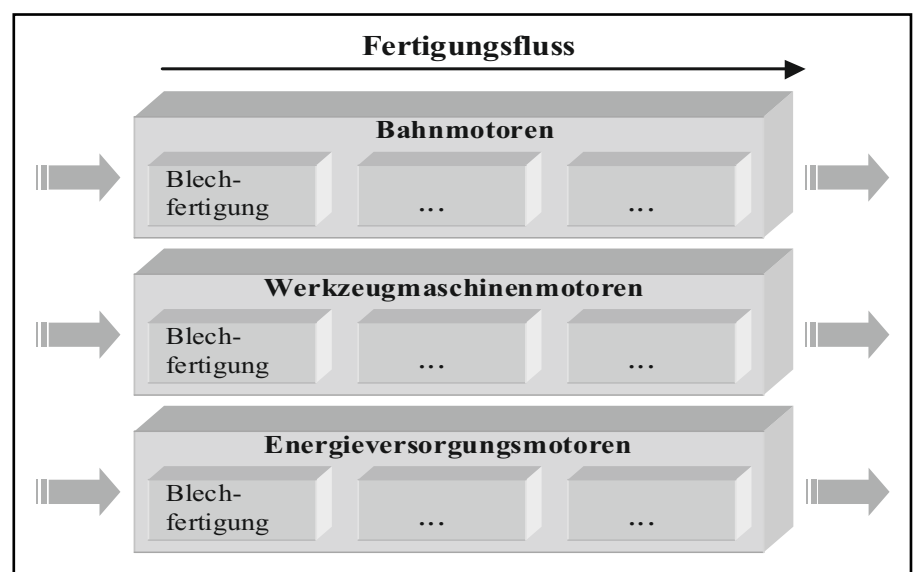 Fertigungsfluss
Bahnmotoren
Blech-
fertigung
...
...
Werkzeugmaschinenmotoren
Blech-
fertigung
...
...
Energieversorgungsmotoren
Blech-
fertigung
...
...